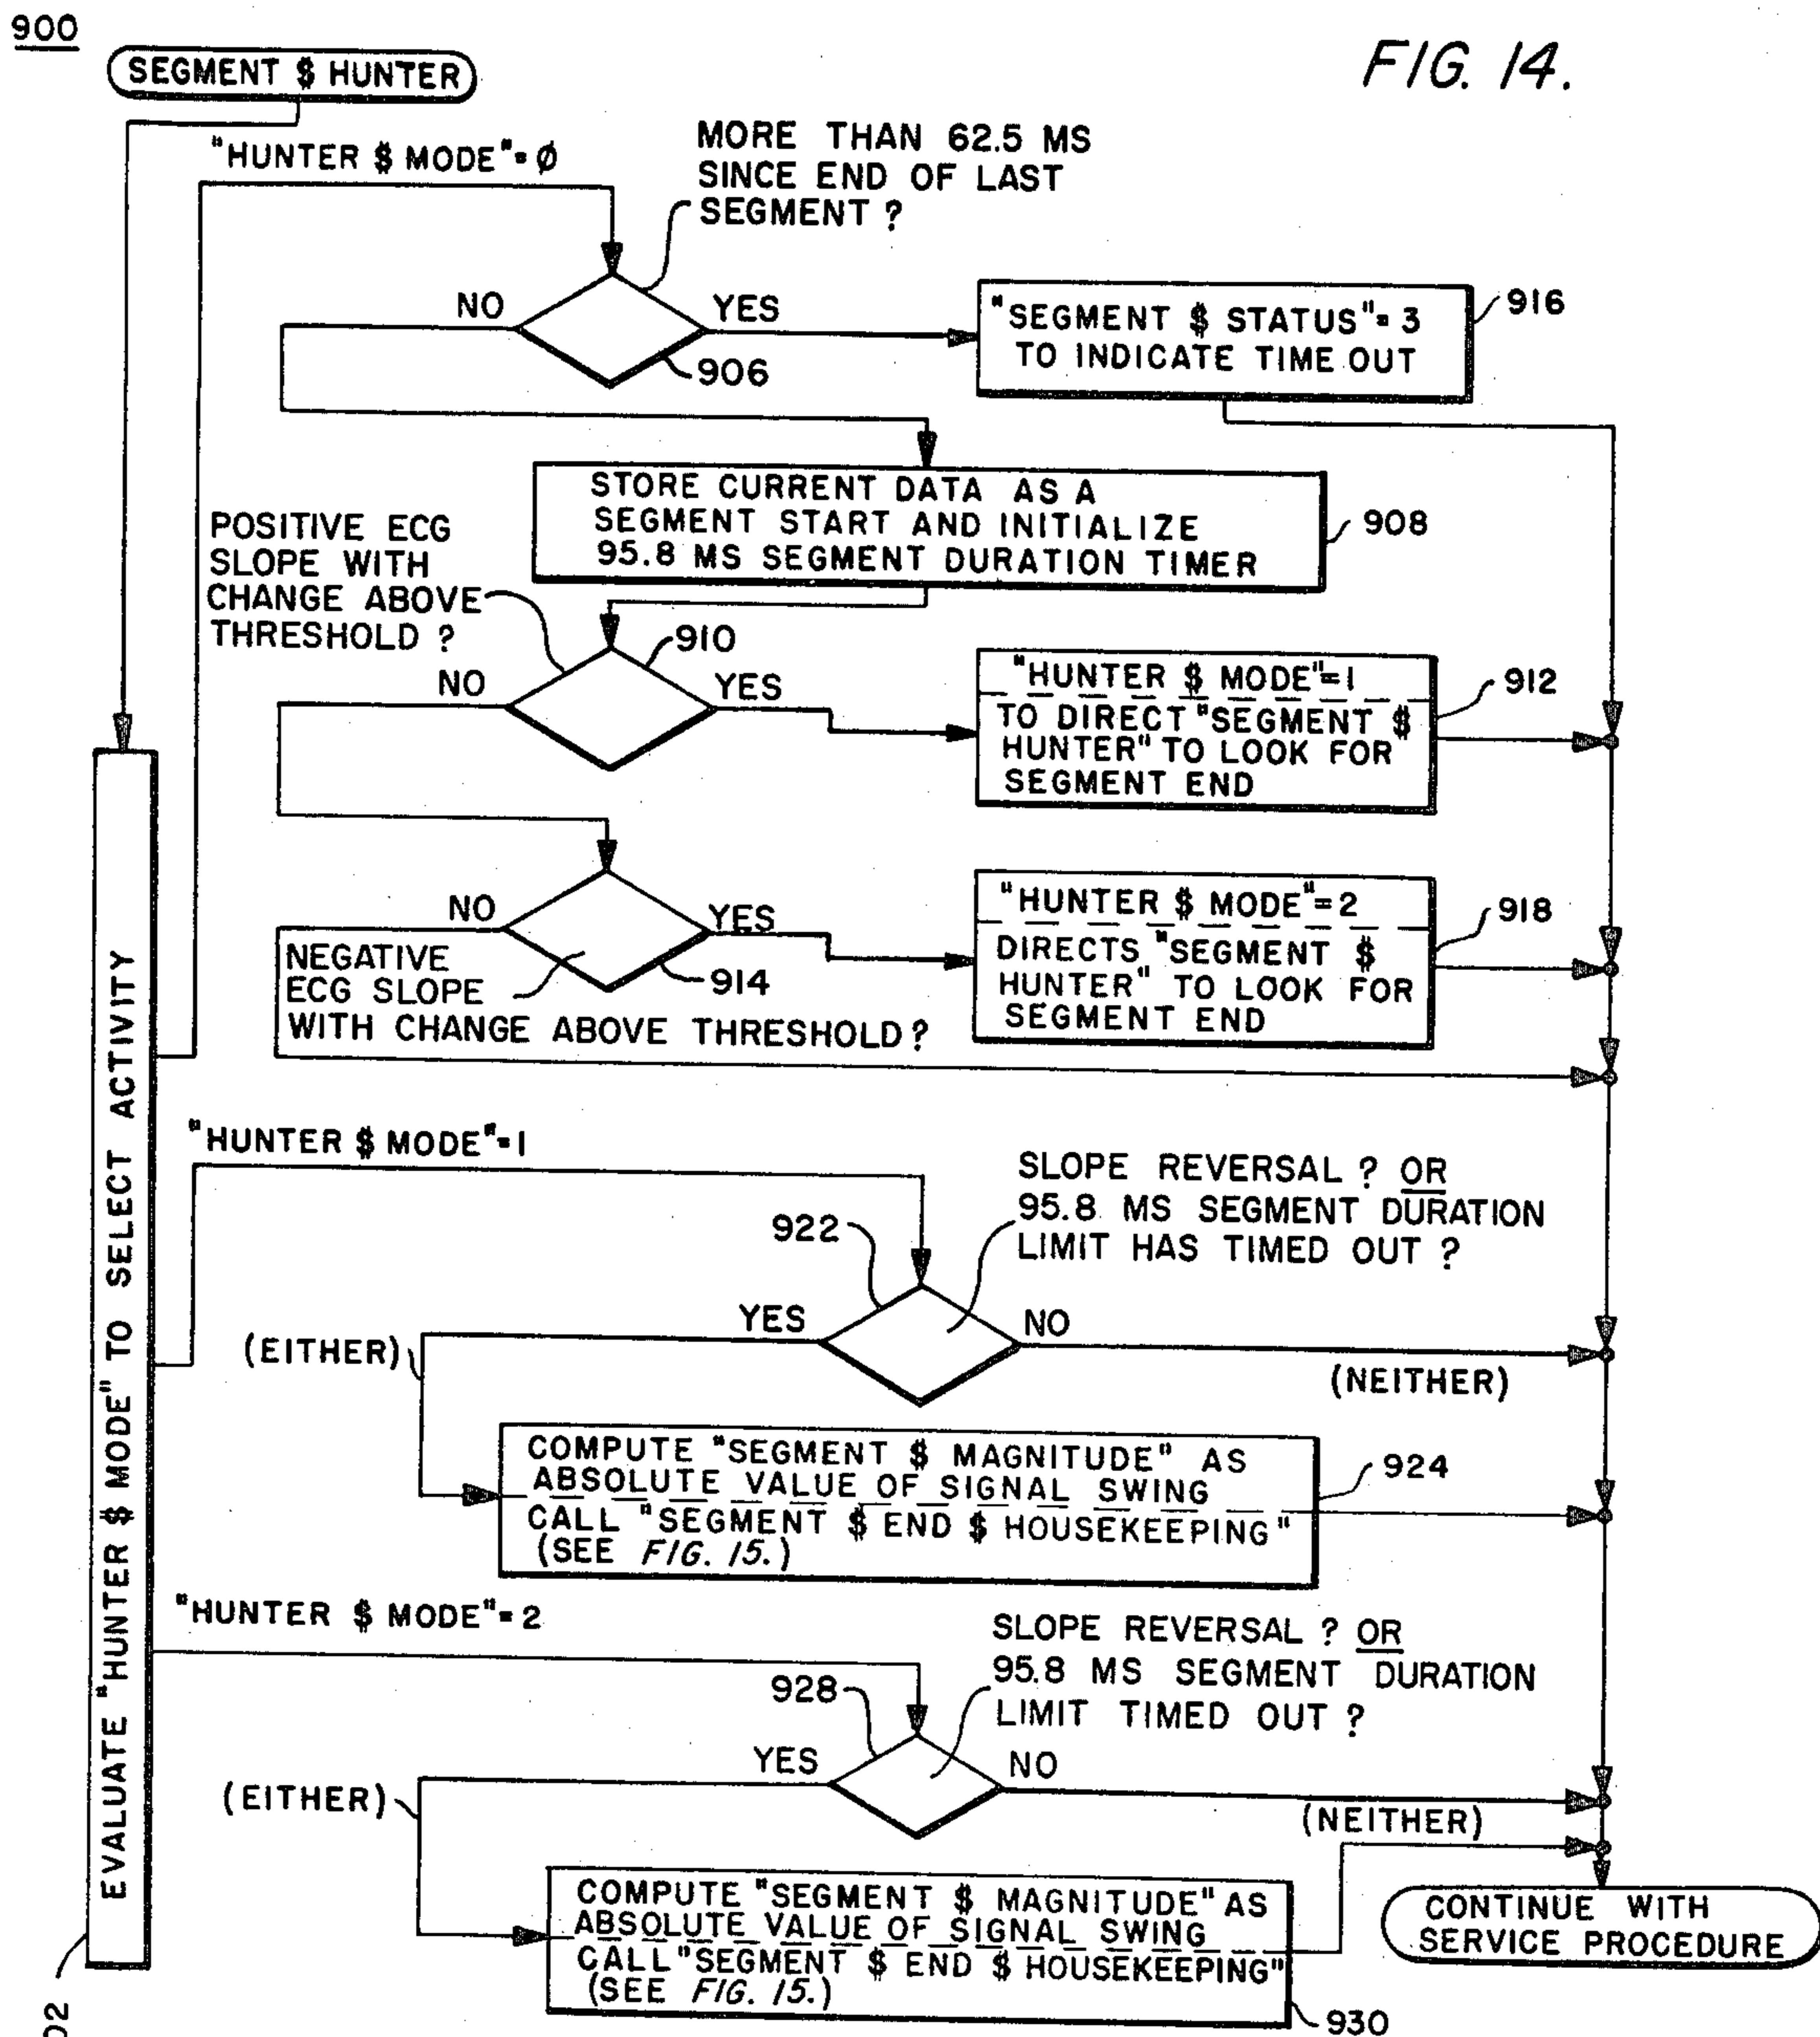 900
FIG. 14.
SEGMENT $ HUNTER
"HUNTER $ MODE"=ϕ
MORE THAN 62.5 MS
SINCE END OF LAST
SEGMENT ?
NO
YES
906
"SEGMENT $ STATUS"= 3
TO INDICATE TIME OUT
916
STORE CURRENT DATA AS A
SEGMENT START AND INITIALIZE
95.8 MS SEGMENT DURATION TIMER
908
POSITIVE ECG
SLOPE WITH
CHANGE ABOVE
THRESHOLD ?
910
NO
YES
"HUNTER $ MODE"=1
TO DIRECT "SEGMENT $
HUNTER" TO LOOK FOR
SEGMENT END
912
NO
YES
914
NEGATIVE
ECG SLOPE
WITH CHANGE ABOVE THRESHOLD ?
"HUNTER $ MODE"=2
DIRECTS "SEGMENT $
HUNTER" TO LOOK FOR
SEGMENT END
918
EVALUATE "HUNTER $ MODE" TO SELECT ACTIVITY
"HUNTER $ MODE"=1
SLOPE REVERSAL ? OR
95.8 MS SEGMENT DURATION
LIMIT HAS TIMED OUT ?
922
YES
NO
(EITHER)
(NEITHER)
COMPUTE "SEGMENT $ MAGNITUDE" AS
ABSOLUTE VALUE OF SIGNAL SWING
CALL "SEGMENT $ END $ HOUSEKEEPING"
(SEE FIG. 15.)
924
"HUNTER $ MODE"=2
SLOPE REVERSAL ? OR
95.8 MS SEGMENT DURATION
LIMIT TIMED OUT ?
928
YES
NO
(EITHER)
(NEITHER)
COMPUTE "SEGMENT $ MAGNITUDE" AS
ABSOLUTE VALUE OF SIGNAL SWING
CALL "SEGMENT $ END $ HOUSEKEEPING"
(SEE FIG. 15.)
930
CONTINUE WITH
SERVICE PROCEDURE
02